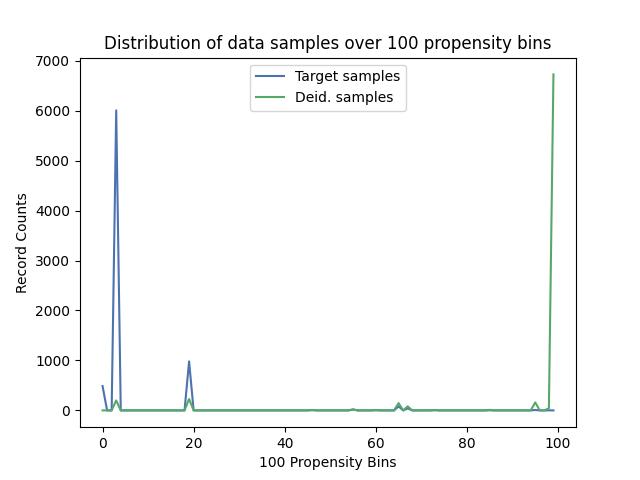 Distribution of data samples over 100 propensity bins
Target samples
Deid. samples
7000
6000
5000
4000
3000
2000
1000
0
Record Counts
0 20 40 60 80 100
100 Propensity Bins